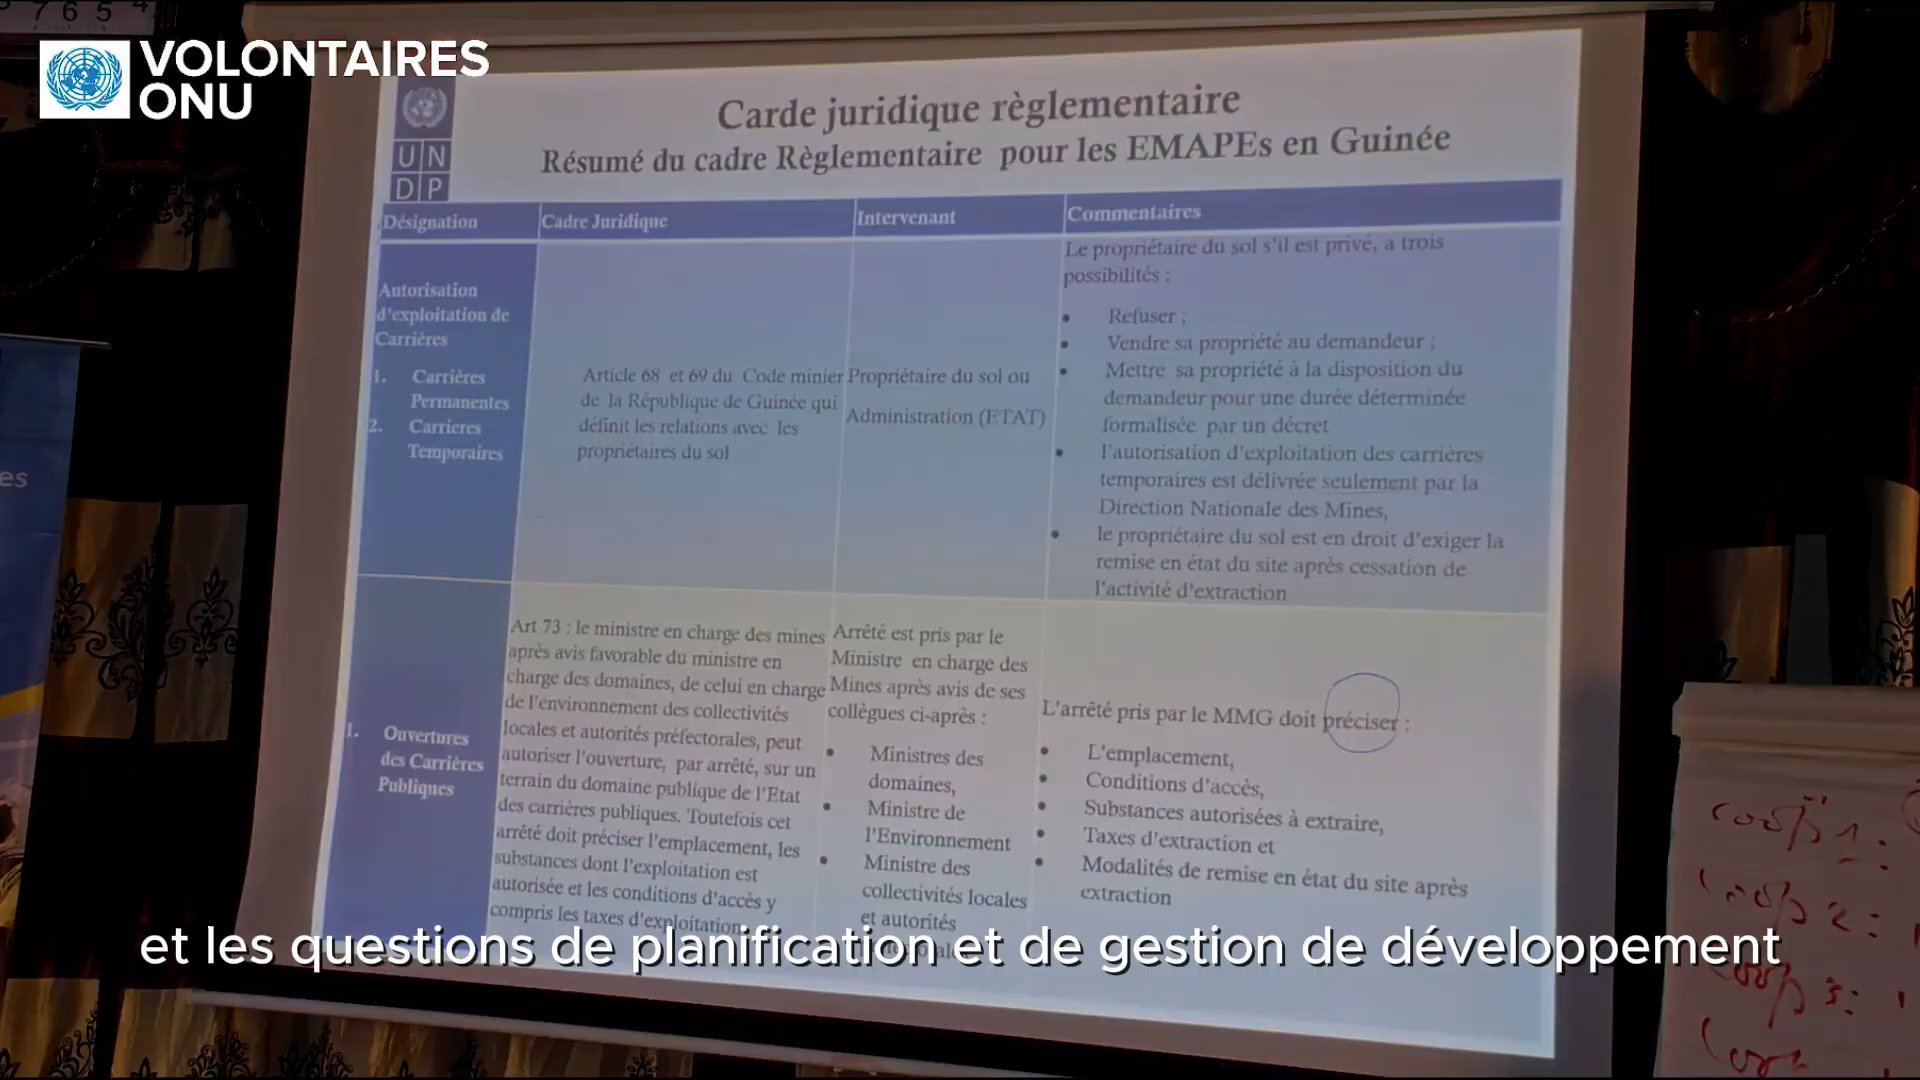 7 6 5 4
VOLONTAIRES
ONU
U N
D P
Carde juridique règlementaire
Résumé du cadre Règlementaire pour les EMAPEs en Guinée
Désignation
Cadre Juridique
Intervenant
Commentaires
Autorisation
d'exploitation de
Carrières
1. Carrières
Permanentes
2. Carrieres
Temporaires
Article 68 et 69 du Code minier
de la République de Guinée qui
définit les relations avec les
propriétaires du sol
Propriétaire du sol ou
Administration (ETAT)
Le propriétaire du sol s'il est privé, a trois
possibilités :
• Refuser ;
• Vendre sa propriété au demandeur ;
• Mettre sa propriété à la disposition du
demandeur pour une durée déterminée
formalisée par un décret
• l'autorisation d'exploitation des carrières
temporaires est délivrée seulement par la
Direction Nationale des Mines,
• le propriétaire du sol est en droit d'exiger la
remise en état du site après cessation de
l'activité d'extraction
1. Ouvertures
des Carrières
Publiques
Art 73 : le ministre en charge des mines
après avis favorable du ministre en
charge des domaines, de celui en charge
de l'environnement des collectivités
locales et autorités préfectorales, peut
autoriser l'ouverture, par arrêté, sur un
terrain du domaine publique de l'Etat
des carrières publiques. Toutefois cet
arrêté doit préciser l'emplacement, les
substances dont l'exploitation est
autorisée et les conditions d'accès y
compris les taxes d'exploitation.
Arrêté est pris par le
Ministre en charge des
Mines après avis de ses
collègues ci-après :
• Ministres des
domaines,
• Ministre de
l'Environnement
• Ministre des
collectivités locales
et autorités
L'arrêté pris par le MMG doit préciser :
• L'emplacement,
• Conditions d'accès,
• Substances autorisées à extraire,
• Taxes d'extraction et
• Modalités de remise en état du site après
extraction
es
coop 1:
coop 2:
coop 3:
et les questions de planification et de gestion de développement